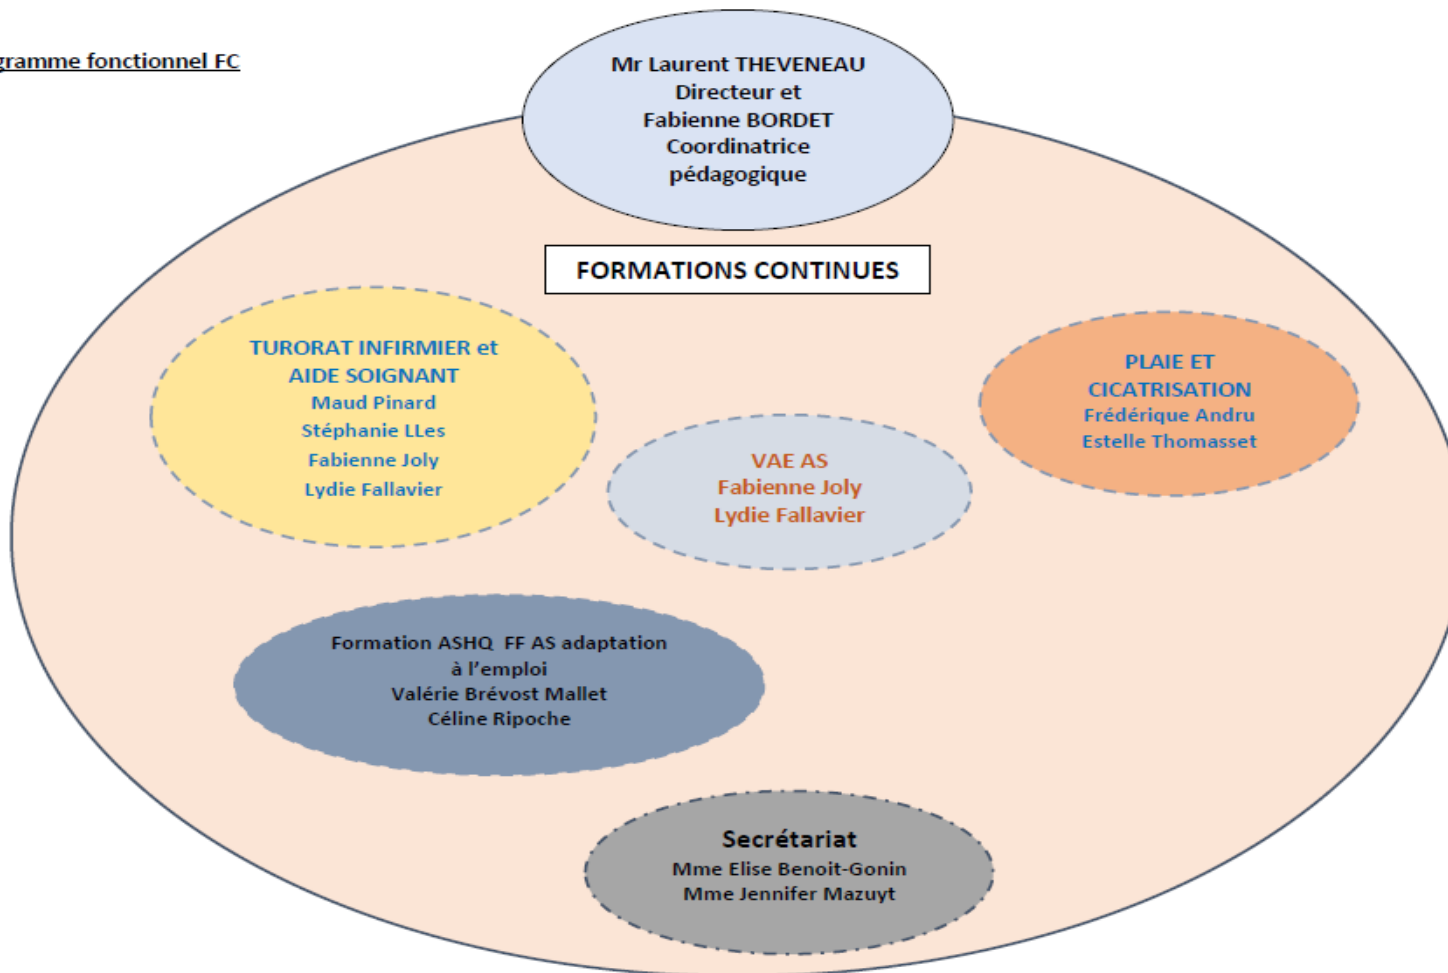 gramme fonctionnel FC
Mr Laurent THEVENEAU
Directeur et
Fabienne BORDET
Coordinatrice
pédagogique
FORMATIONS CONTINUES
TURORAT INFIRMIER et
AIDE SOIGNANT
Maud Pinard
Stéphanie LLes
Fabienne Joly
Lydie Fallavier
PLAIE ET
CICATRISATION
Frédérique Andru
Estelle Thomasset
VAE AS
Fabienne Joly
Lydie Fallavier
Formation ASHQ FF AS adaptation
à l'emploi
Valérie Brévost Mallet
Céline Ripoche
Secrétariat
Mme Elise Benoit-Gonin
Mme Jennifer Mazuyt